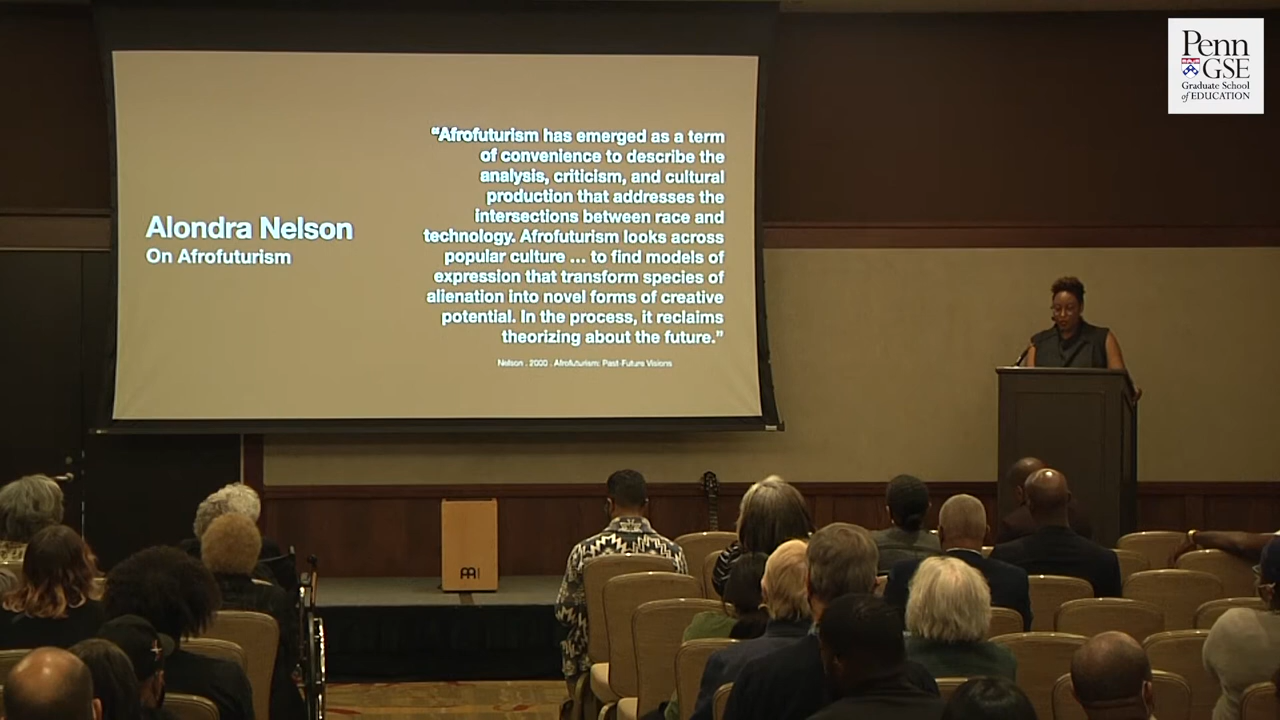 Penn
GSE
Graduate School
of EDUCATION
Alondra Nelson
On Afrofuturism
“Afrofuturism has emerged as a term
of convenience to describe the
analysis, criticism, and cultural
production that addresses the
intersections between race and
technology. Afrofuturism looks across
popular culture ... to find models of
expression that transform species of
alienation into novel forms of creative
potential. In the process, it reclaims
theorizing about the future.”
Nelson . 2000 . Afrofuturism: Past-Future Visions